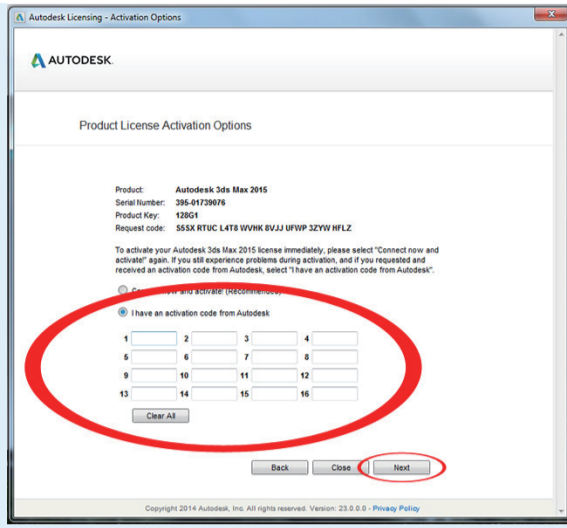 Autodesk Licensing - Activation Options
AUTODESK.
Product License Activation Options
Product: Autodesk 3ds Max 2015
Serial Number: 395-01739076
Product Key: 128G1
Request code: S5SX RTUC L4T8 WVHK 8VJJ UFWP 3ZYW HFLZ
To activate your Autodesk 3ds Max 2015 license immediately, please select "Connect now and
activate!" again. If you still experience problems during activation, and if you requested and
received an activation code from Autodesk, select "I have an activation code from Autodesk".
Connect now and activate! (Recommended)
I have an activation code from Autodesk
1 2 3 4
5 6 7 8
9 10 11 12
13 14 15 16
Clear All
Back Close Next
Copyright 2014 Autodesk, Inc. All rights reserved. Version: 23.0.0.0 - Privacy Policy